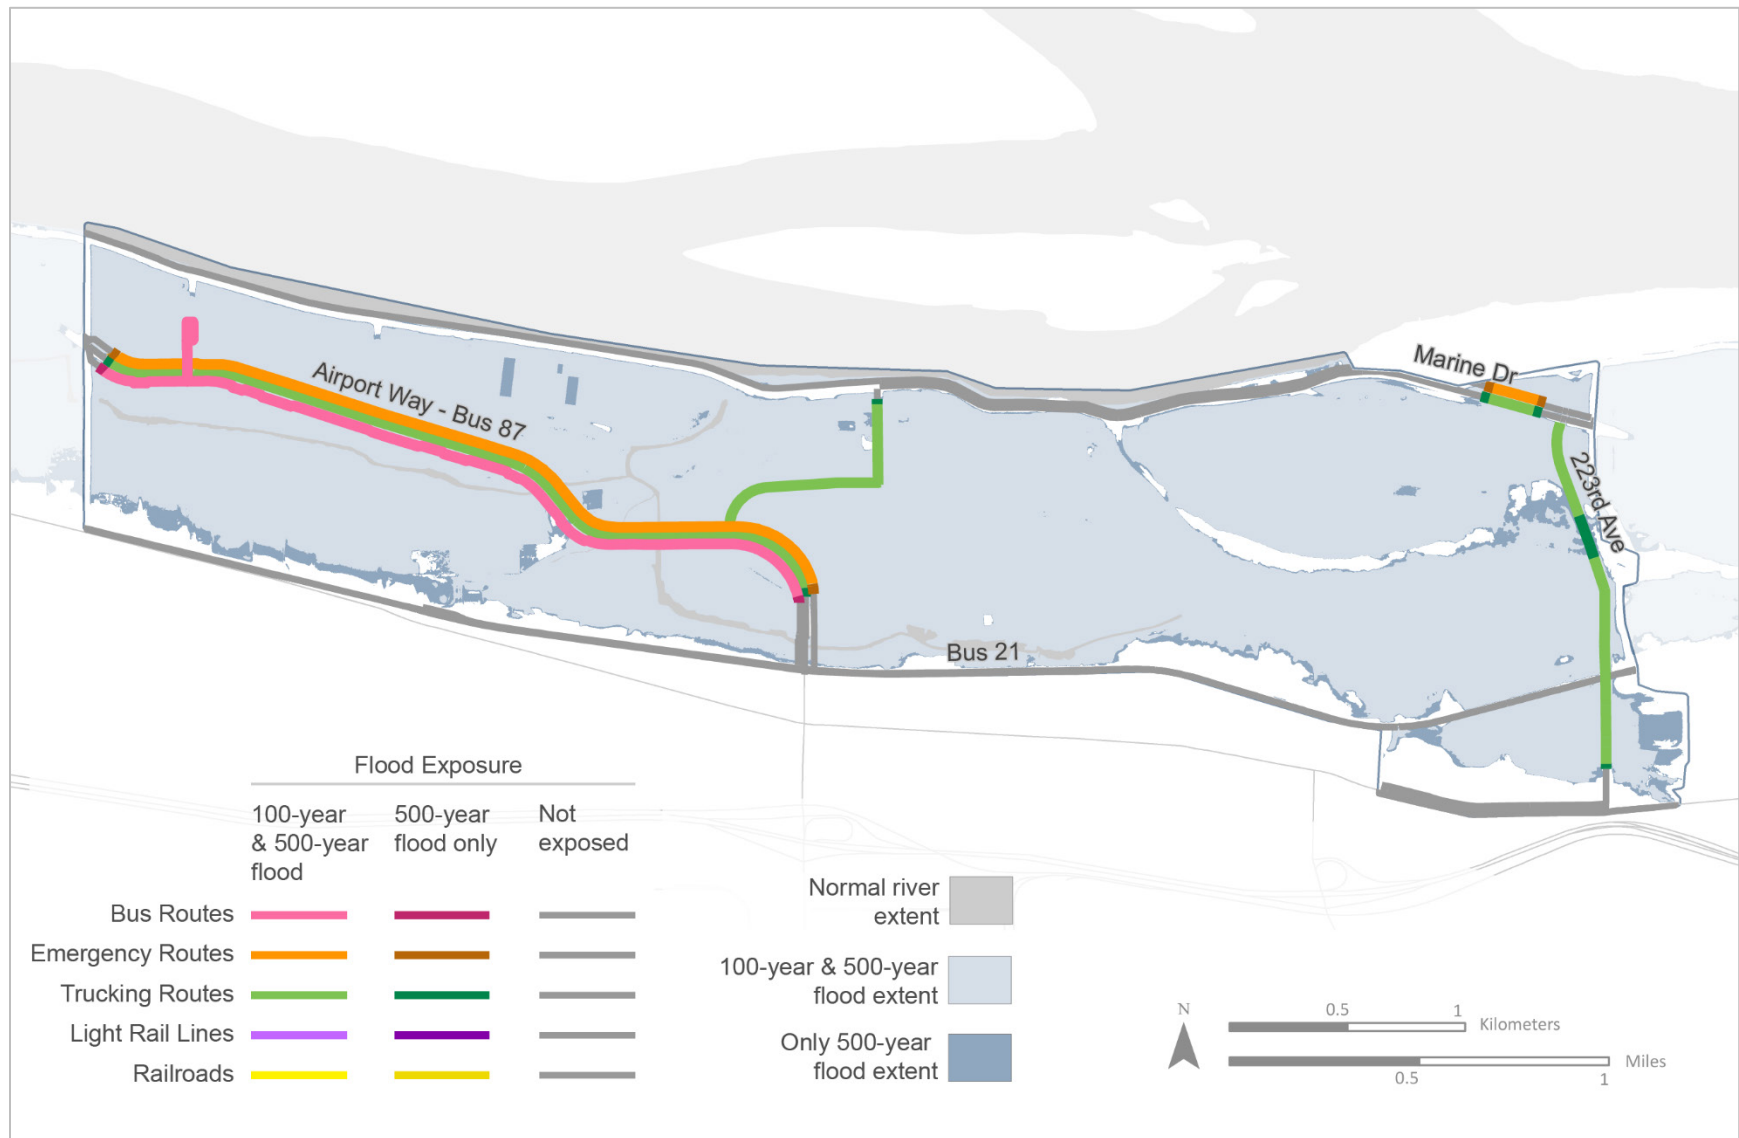 Marine Dr
Airport Way - Bus 87
223rd Ave
Bus 21
Flood Exposure
100-year
& 500-year
flood
500-year
flood only
Not
exposed
Bus Routes
Emergency Routes
Trucking Routes
Light Rail Lines
Railroads
Normal river
extent
100-year & 500-year
flood extent
Only 500-year
flood extent
N
0.5 1
Kilometers
Miles
0.5 1